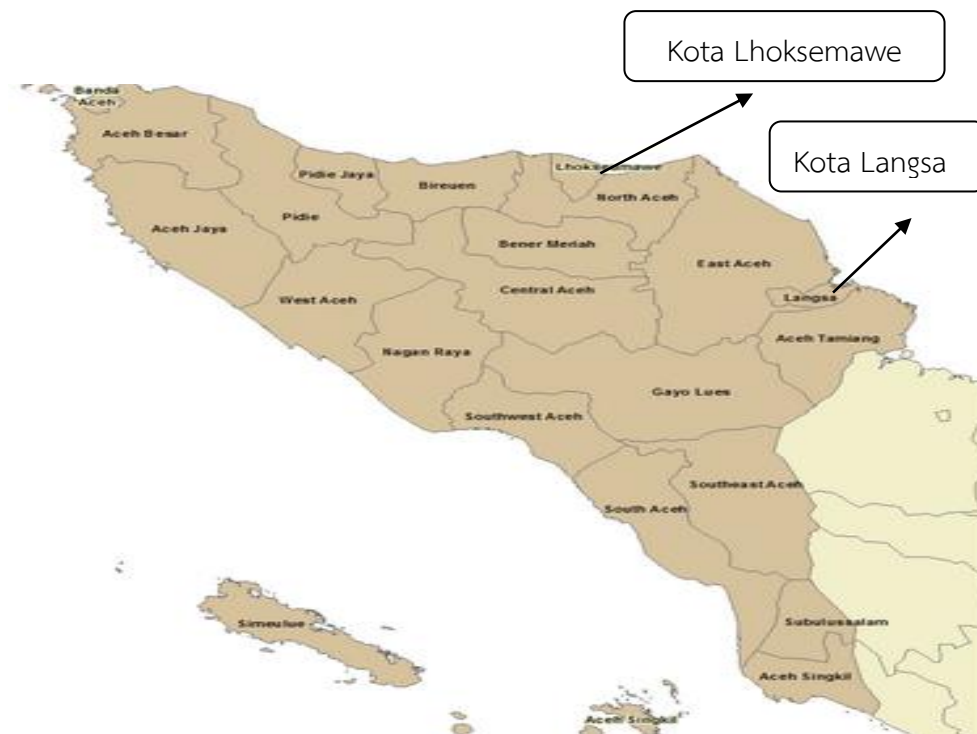 Kota Lhoksemawe
Kota Langsa
Banda
Aceh
Aceh Besar
Lhoksemawe
Pidie Jaya
Bireuen
North Aceh
Pidie
Aceh Jaya
Bener Meriah
East Aceh
Central Aceh
West Aceh
Langsa
Aceh Tamiang
Nagan Raya
Gayo Lues
Southwest Aceh
Southeast Aceh
South Aceh
Simeulue
Subulussalam
Aceh Singkil
Aceh Singkil